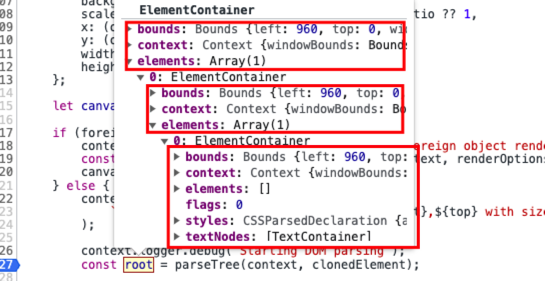 ElementContainer
07
backg
bounds: Bounds {left: 960, top: 0, wi
08
scale
tio ?? 1,
09
x: (c
context: Context {windowBounds: Bound
10
y: (c
elements: Array(1)
11
width
0: ElementContainer
12
heigh
bounds: Bounds {left: 960, top: 0
13
};
context: Context {windowBounds: Bo
14
elements: Array(1)
15
let canva
0: ElementContainer
16
17
if (forei
bounds: Bounds {left: 960, top:
18
conte
reign object rend
context: Context {windowBounds:
19
const
text, renderOptions
elements: []
20
canva
flags: 0
21
} else {
22
conte
styles: CSSParsedDeclaration {a
},${top} with size
textNodes: [TextContainer]
24
);
25
26
context.logger.debug(`Starting DOM parsing`);
27
const root = parseTree(context, clonedElement);
28